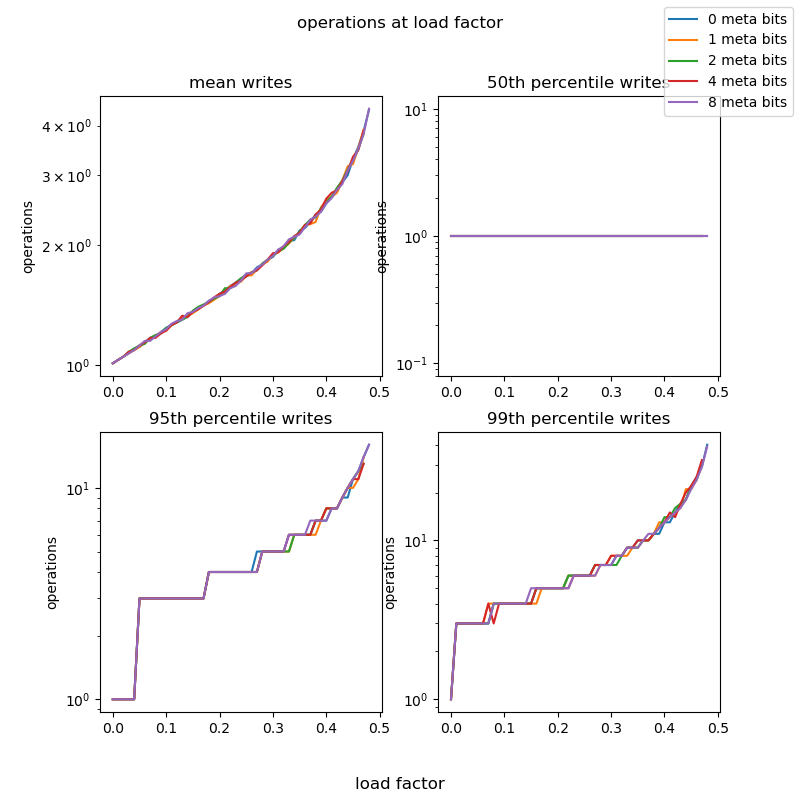 operations at load factor
0 meta bits
1 meta bits
2 meta bits
4 meta bits
8 meta bits
mean writes
operations
4 × 10⁰
3 × 10⁰
2 × 10⁰
10⁰
0.0 0.1 0.2 0.3 0.4 0.5
50th percentile writes
operations
10¹
10⁰
10⁻¹
0.0 0.1 0.2 0.3 0.4 0.5
95th percentile writes
operations
10¹
10⁰
0.0 0.1 0.2 0.3 0.4 0.5
99th percentile writes
operations
10¹
10⁰
0.0 0.1 0.2 0.3 0.4 0.5
load factor